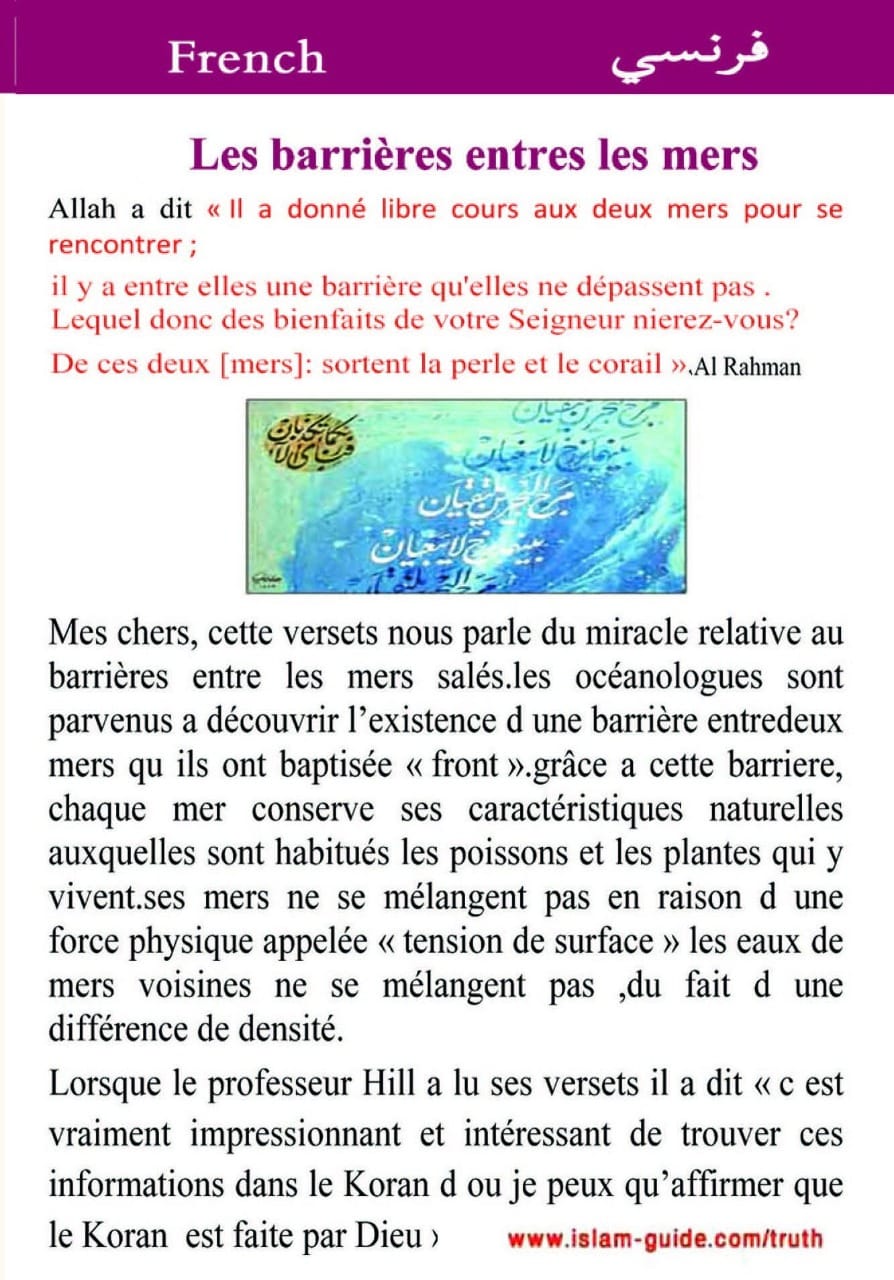 French
فرنسي
Les barrières entres les mers
Allah a dit « Il a donné libre cours aux deux mers pour se
rencontrer ;
il y a entre elles une barrière qu'elles ne dépassent pas .
Lequel donc des bienfaits de votre Seigneur nierez-vous?
De ces deux [mers]: sortent la perle et le corail »،Al Rahman
مرج البحرين يلتقيان
بينهما برزخ لا يبغيان
مرج البحرين يلتقيان
بينهما برزخ لا يبغيان
Mes chers, cette versets nous parle du miracle relative au
barrières entre les mers salés.les océanologues sont
parvenus a découvrir l’existence d une barrière entredeux
mers qu ils ont baptisée « front ».grâce a cette barriere,
chaque mer conserve ses caractéristiques naturelles
auxquelles sont habitués les poissons et les plantes qui y
vivent.ses mers ne se mélangent pas en raison d une
force physique appelée « tension de surface » les eaux de
mers voisines ne se mélangent pas ,du fait d une
différence de densité.
Lorsque le professeur Hill a lu ses versets il a dit « c est
vraiment impressionnant et intéressant de trouver ces
informations dans le Koran d ou je peux qu’affirmer que
le Koran est faite par Dieu ›
www.islam-guide.com/truth